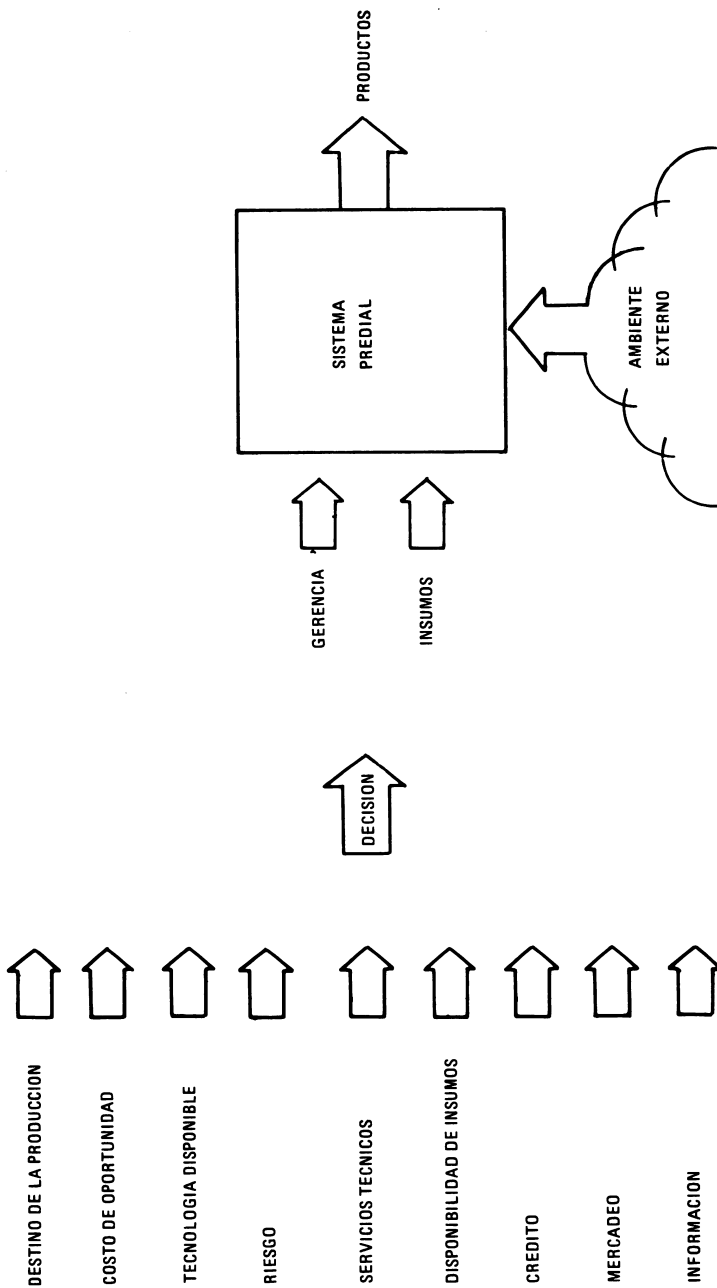 DESTINO DE LA PRODUCCION
COSTO DE OPORTUNIDAD
TECNOLOGIA DISPONIBLE
RIESGO
SERVICIOS TECNICOS
DISPONIBILIDAD DE INSUMOS
CREDITO
MERCADEO
INFORMACION
DECISION
GERENCIA
INSUMOS
SISTEMA
PREDIAL
PRODUCTOS
AMBIENTE
EXTERNO